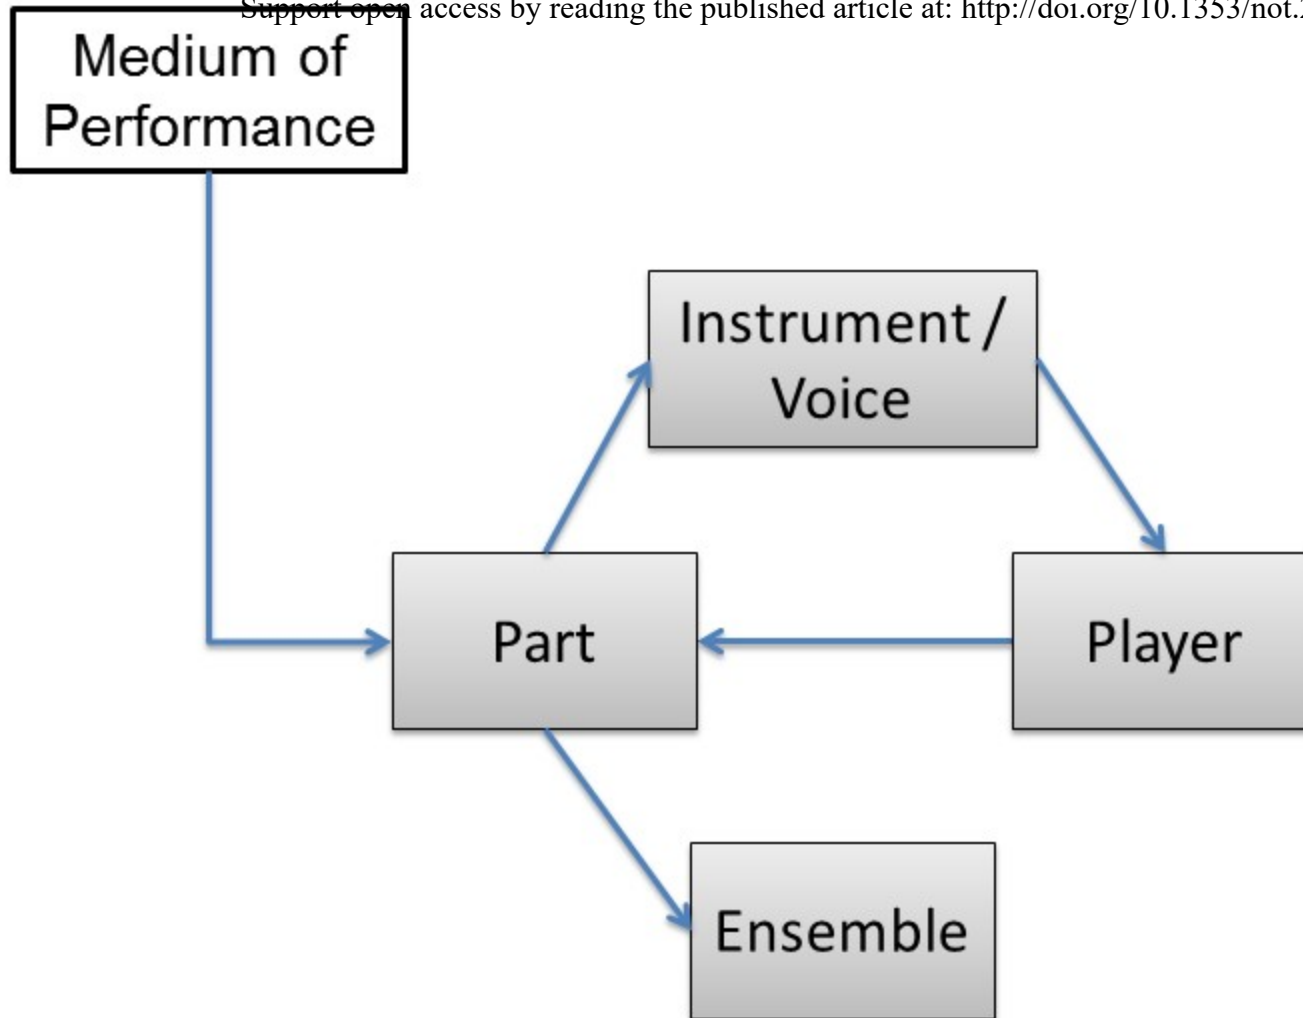 Support open access by reading the published article at: http://doi.org/10.1353/not.
Medium of
Performance
Instrument /
Voice
Part
Player
Ensemble